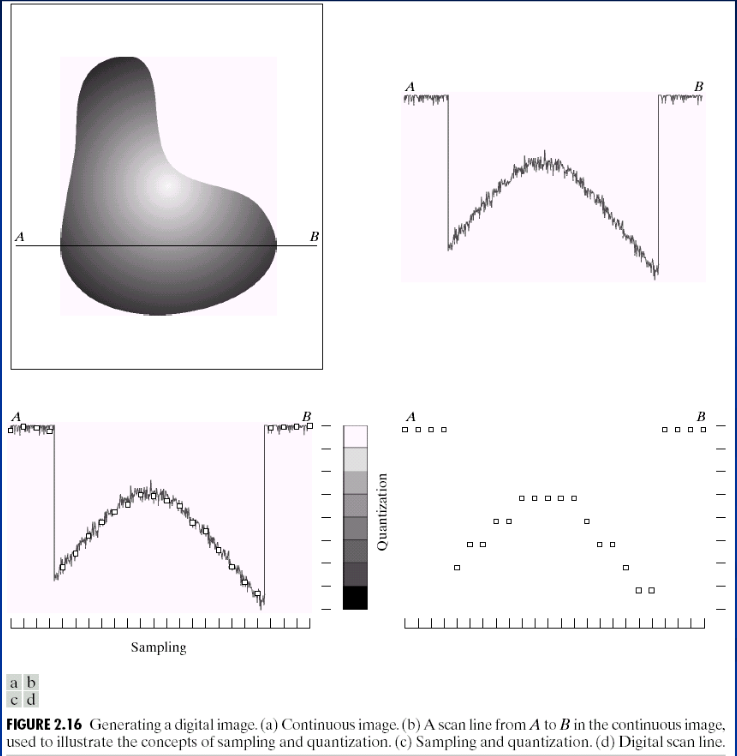 A B
A B
A B
Quantization
A B
Sampling
a b
c d
FIGURE 2.16 Generating a digital image. (a) Continuous image. (b) A scan line from A to B in the continuous image,
used to illustrate the concepts of sampling and quantization. (c) Sampling and quantization. (d) Digital scan line.